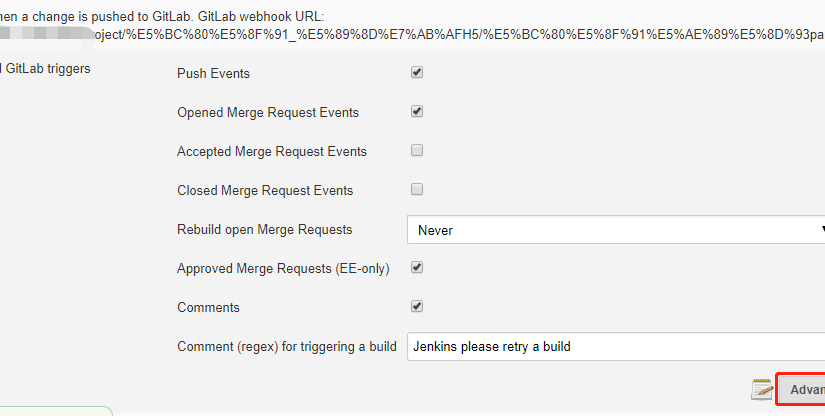 hen a change is pushed to GitLab. GitLab webhook URL:
oject/%E5%BC%80%E5%8F%91_%E5%89%8D%E7%AB%AFH5/%E5%BC%80%E5%8F%91%E5%AE%89%E5%8D%93pa
GitLab triggers
Push Events
Opened Merge Request Events
Accepted Merge Request Events
Closed Merge Request Events
Rebuild open Merge Requests
Never
Approved Merge Requests (EE-only)
Comments
Comment (regex) for triggering a build
Jenkins please retry a build
Advan